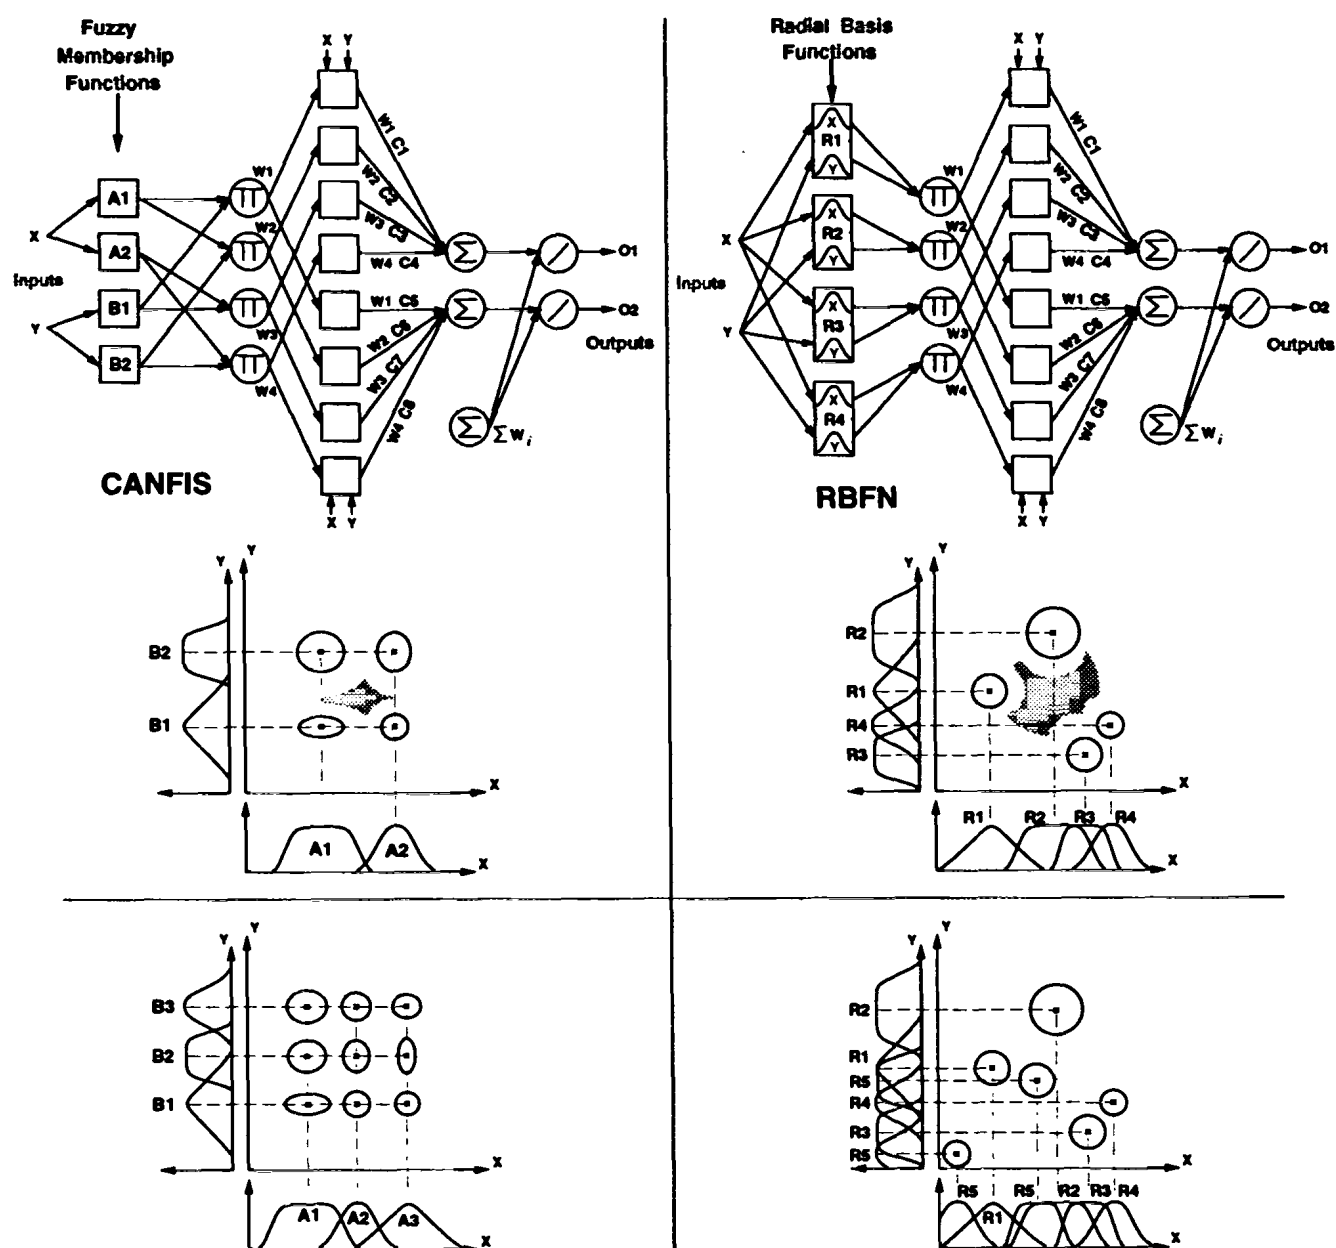 Fuzzy
Membership
Functions
X Y
A1
A2
B1
B2
X
Inputs
Y
W1
W2
W3
W4
W1 C1
W2 C2
W3 C3
W4 C4
W1 C5
W2 C6
W3 C7
W4 C8
Σ
Σ
Σ
Σ W i
O1
O2
Outputs
X Y
CANFIS
Radial Basis
Functions
X Y
X
R1
Y
X
R2
Y
X
R3
Y
X
R4
Y
X
Inputs
Y
W1
W2
W3
W4
W1 C1
W2 C2
W3 C3
W4 C4
W1 C5
W2 C6
W3 C7
W4 C8
Σ
Σ
Σ
Σ W i
O1
O2
Outputs
X Y
RBFN
Y Y
B2
B1
X
A1 A2
X
Y Y
R2
R1
R4
R3
X
R1 R2 R3 R4
X
Y Y
B3
B2
B1
X
A1 A2 A3
X
Y Y
R2
R1
R5
R4
R3
R5
X
R5 R1 R5 R2 R3 R4
X